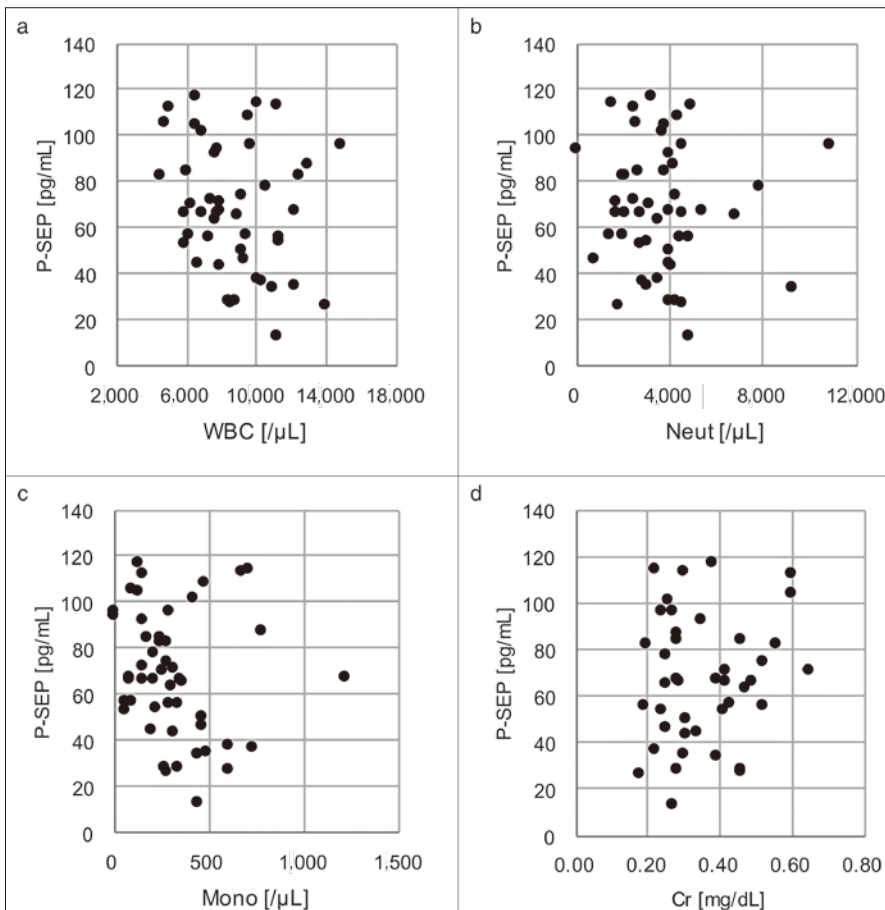 a
140
120
100
80
60
40
20
0
P-SEP [pg/mL]
2,000 6,000 10,000 14,000 18,000
WBC [/µL]
b
140
120
100
80
60
40
20
0
P-SEP [pg/mL]
0 4,000 8,000 12,000
Neut [/µL]
c
140
120
100
80
60
40
20
0
P-SEP [pg/mL]
0 500 1,000 1,500
Mono [/µL]
d
140
120
100
80
60
40
20
0
P-SEP [pg/mL]
0.00 0.20 0.40 0.60 0.80
Cr [mg/dL]